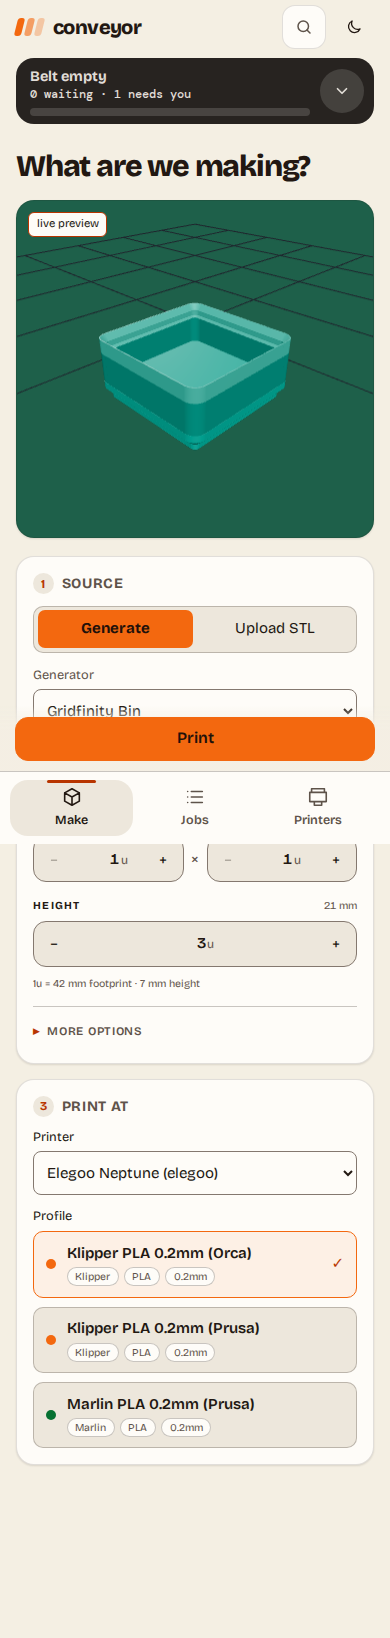 conveyor
Belt empty
0 waiting · 1 needs you
What are we making?
live preview
1 SOURCE
Generate Upload STL
Generator
Gridfinity Bin
Print
Make Jobs Printers
− 1 u + × − 1 u +
HEIGHT 21 mm
− 3 u +
1u = 42 mm footprint · 7 mm height
▶ MORE OPTIONS
3 PRINT AT
Printer
Elegoo Neptune (elegoo)
Profile
Klipper PLA 0.2mm (Orca) ✓
Klipper PLA 0.2mm
Klipper PLA 0.2mm (Prusa)
Klipper PLA 0.2mm
Marlin PLA 0.2mm (Prusa)
Marlin PLA 0.2mm